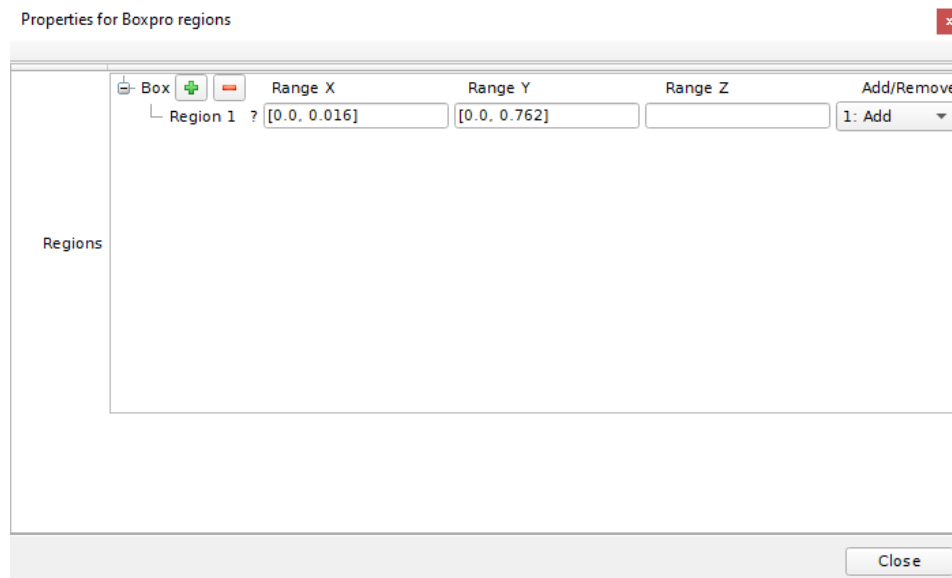 Properties for Boxpro regions
x
Box Range X Range Y Range Z Add/Remove
Region 1 ? [0.0, 0.016] [0.0, 0.762] 1: Add
Regions
Close